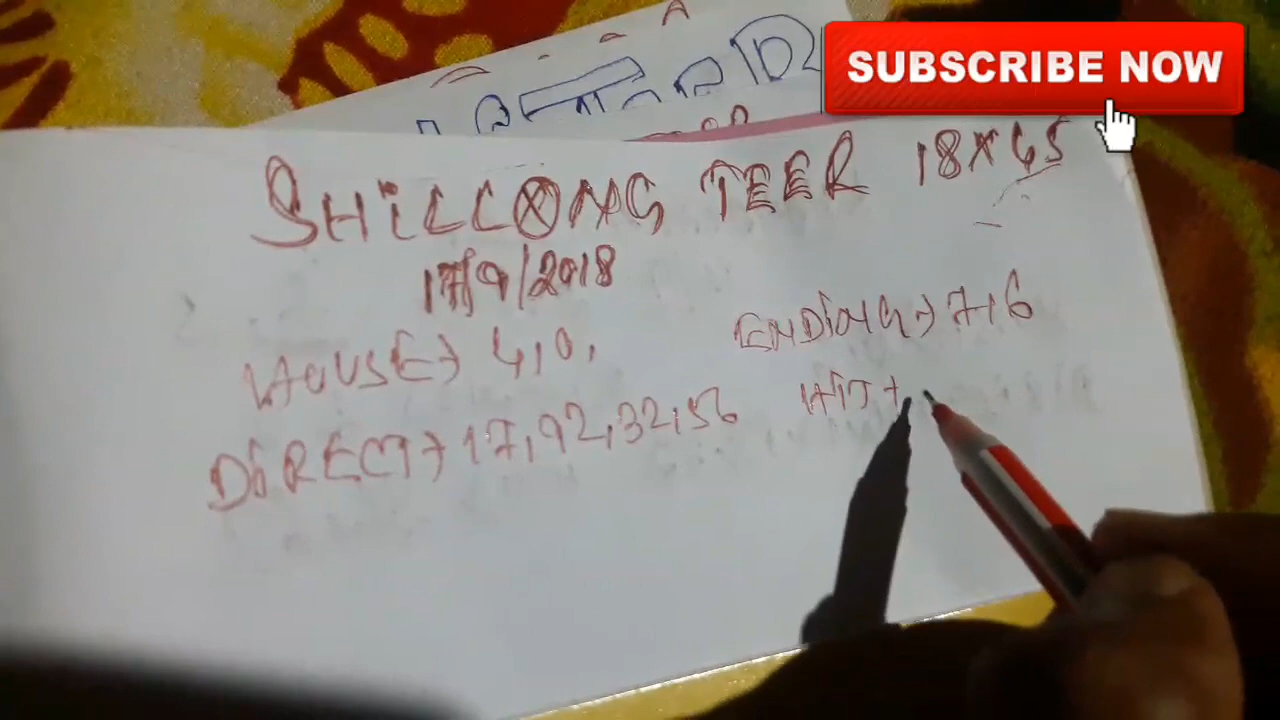 SUBSCRIBE NOW
SHiLLONG TEER 18×45
17/9/2018
HOUSE→ 4,0,
ENDiNG→ 7,6
DiRECT→ 17,92,32,56
HiT→